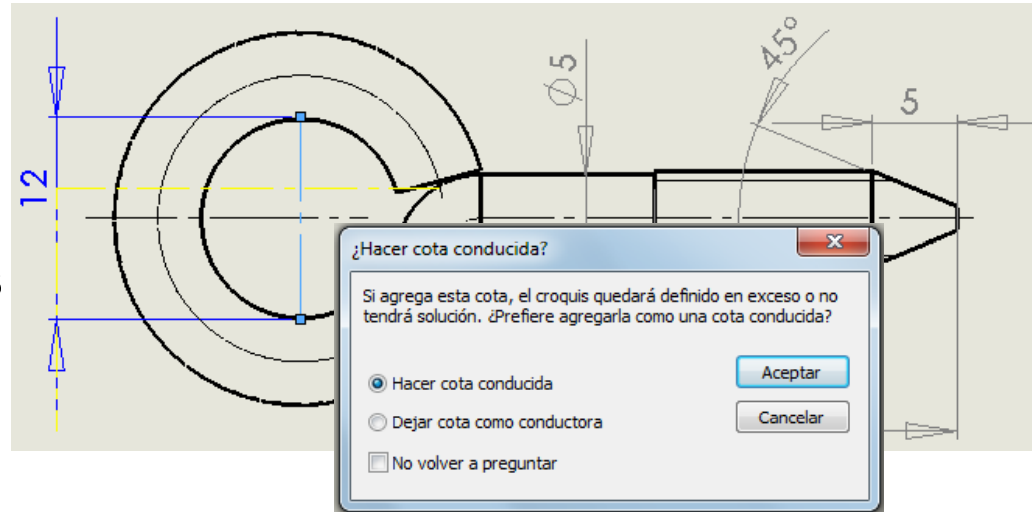 12
Ø5
45°
5
¿Hacer cota conducida?
Si agrega esta cota, el croquis quedará definido en exceso o no
tendrá solución. ¿Prefiere agregarla como una cota conducida?
Hacer cota conducida
Aceptar
Dejar cota como conductora
Cancelar
No volver a preguntar